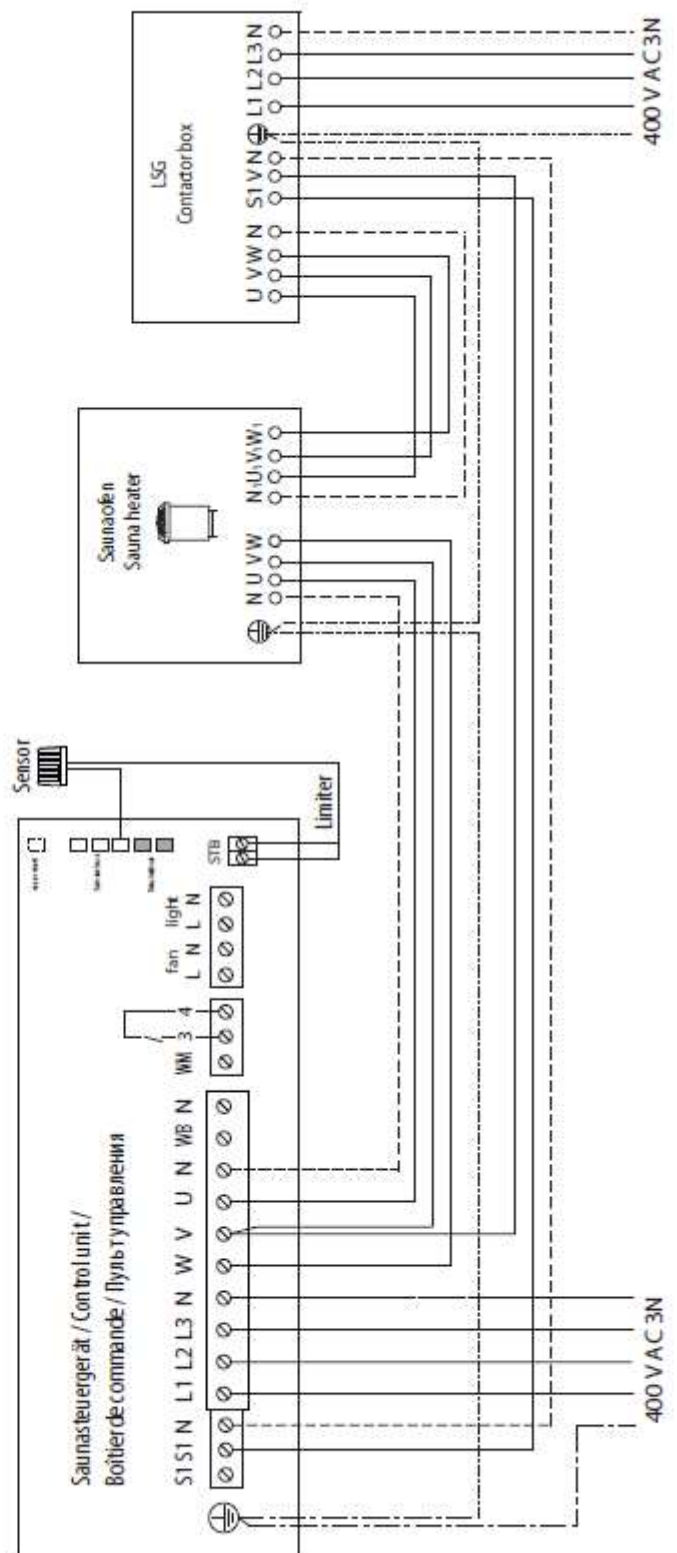 Saunasteuergerät / Control unit /
Boîtier de commande / Пульт управления
S1 S1 N L1 L2 L3 N W V U N WB N
WM 3 4
fan light
L N L N
STB
Sensor
Limiter
Saunaofen
Sauna heater
N U V W N1 U1 V1 W1
LSG
Contactorbox
U V W N S1 V N L1 L2 L3 N
400 V AC 3N
400 V AC 3N